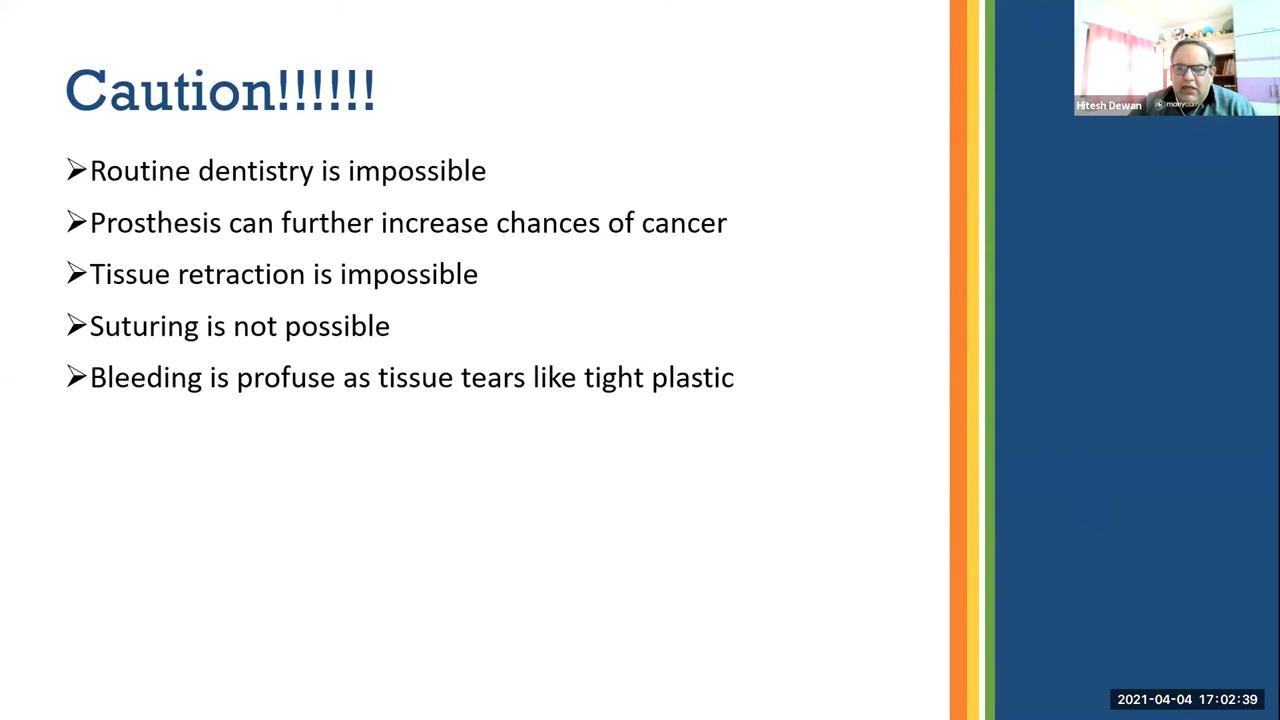 Caution!!!!!!
➢Routine dentistry is impossible
➢Prosthesis can further increase chances of cancer
➢Tissue retraction is impossible
➢Suturing is not possible
➢Bleeding is profuse as tissue tears like tight plastic
Hitesh Dewan
manycam
2021-04-04 17:02:39